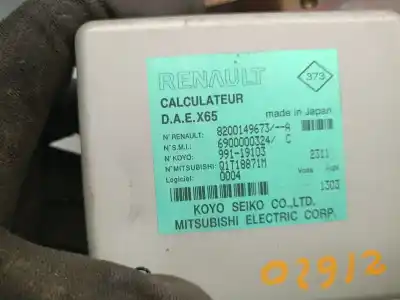 RENAULT
373
CALCULATEUR
D.A.E.X65
made in Japan
N° RENAULT: 8200149673/--A
N° S.M.I.: 6900000324/ C
N° KOYO: 991-19103 2311
N° MITSUBISHI: Q1T18871M
Logiciel: 0004 1303
KOYO SEIKO CO.,LTD.
MITSUBISHI ELECTRIC CORP.
02912